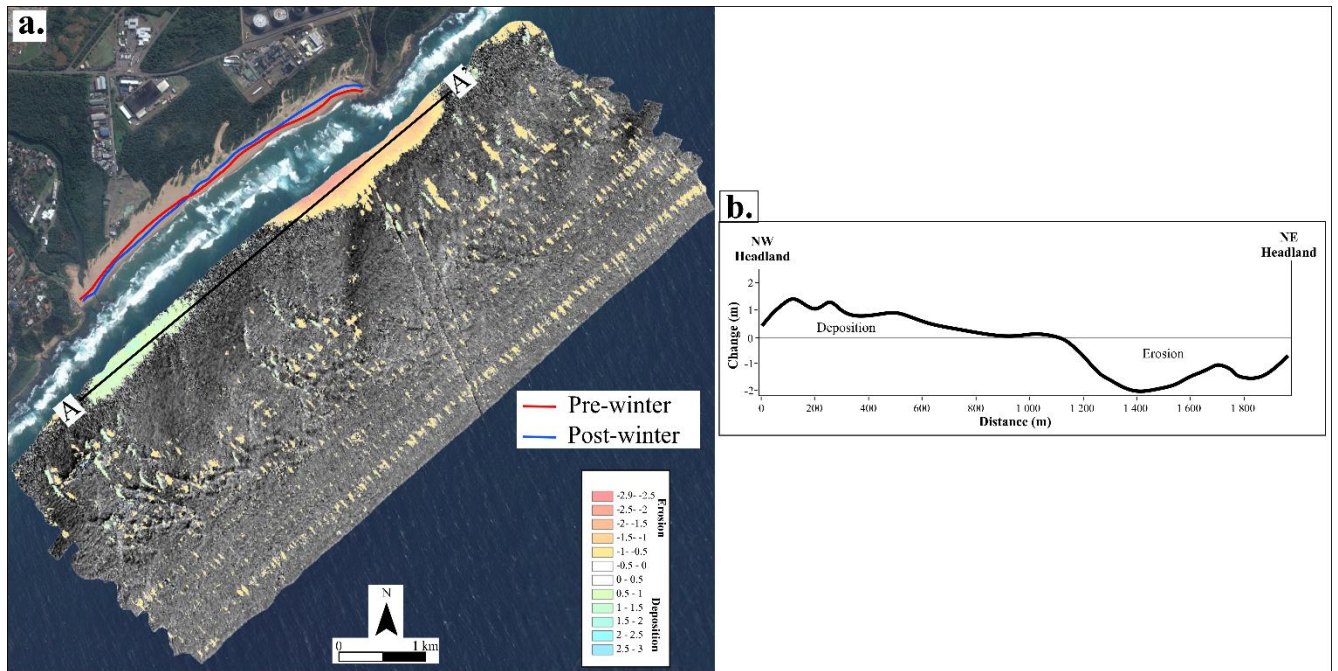 a.
A
A
Pre-winter
Post-winter
-2.9- -2.5
-2.5- -2
-2- -1.5
-1.5- -1
-1- -0.5
-0.5 - 0
0 - 0.5
0.5 - 1
1 - 1.5
1.5 - 2
2 - 2.5
2.5 - 3
Erosion
Deposition
N
0 1 km
b.
NW
Headland
NE
Headland
Change (m)
2
1
0
-1
-2
Deposition
Erosion
0 200 400 600 800 1 000 1 200 1 400 1 600 1 800
Distance (m)